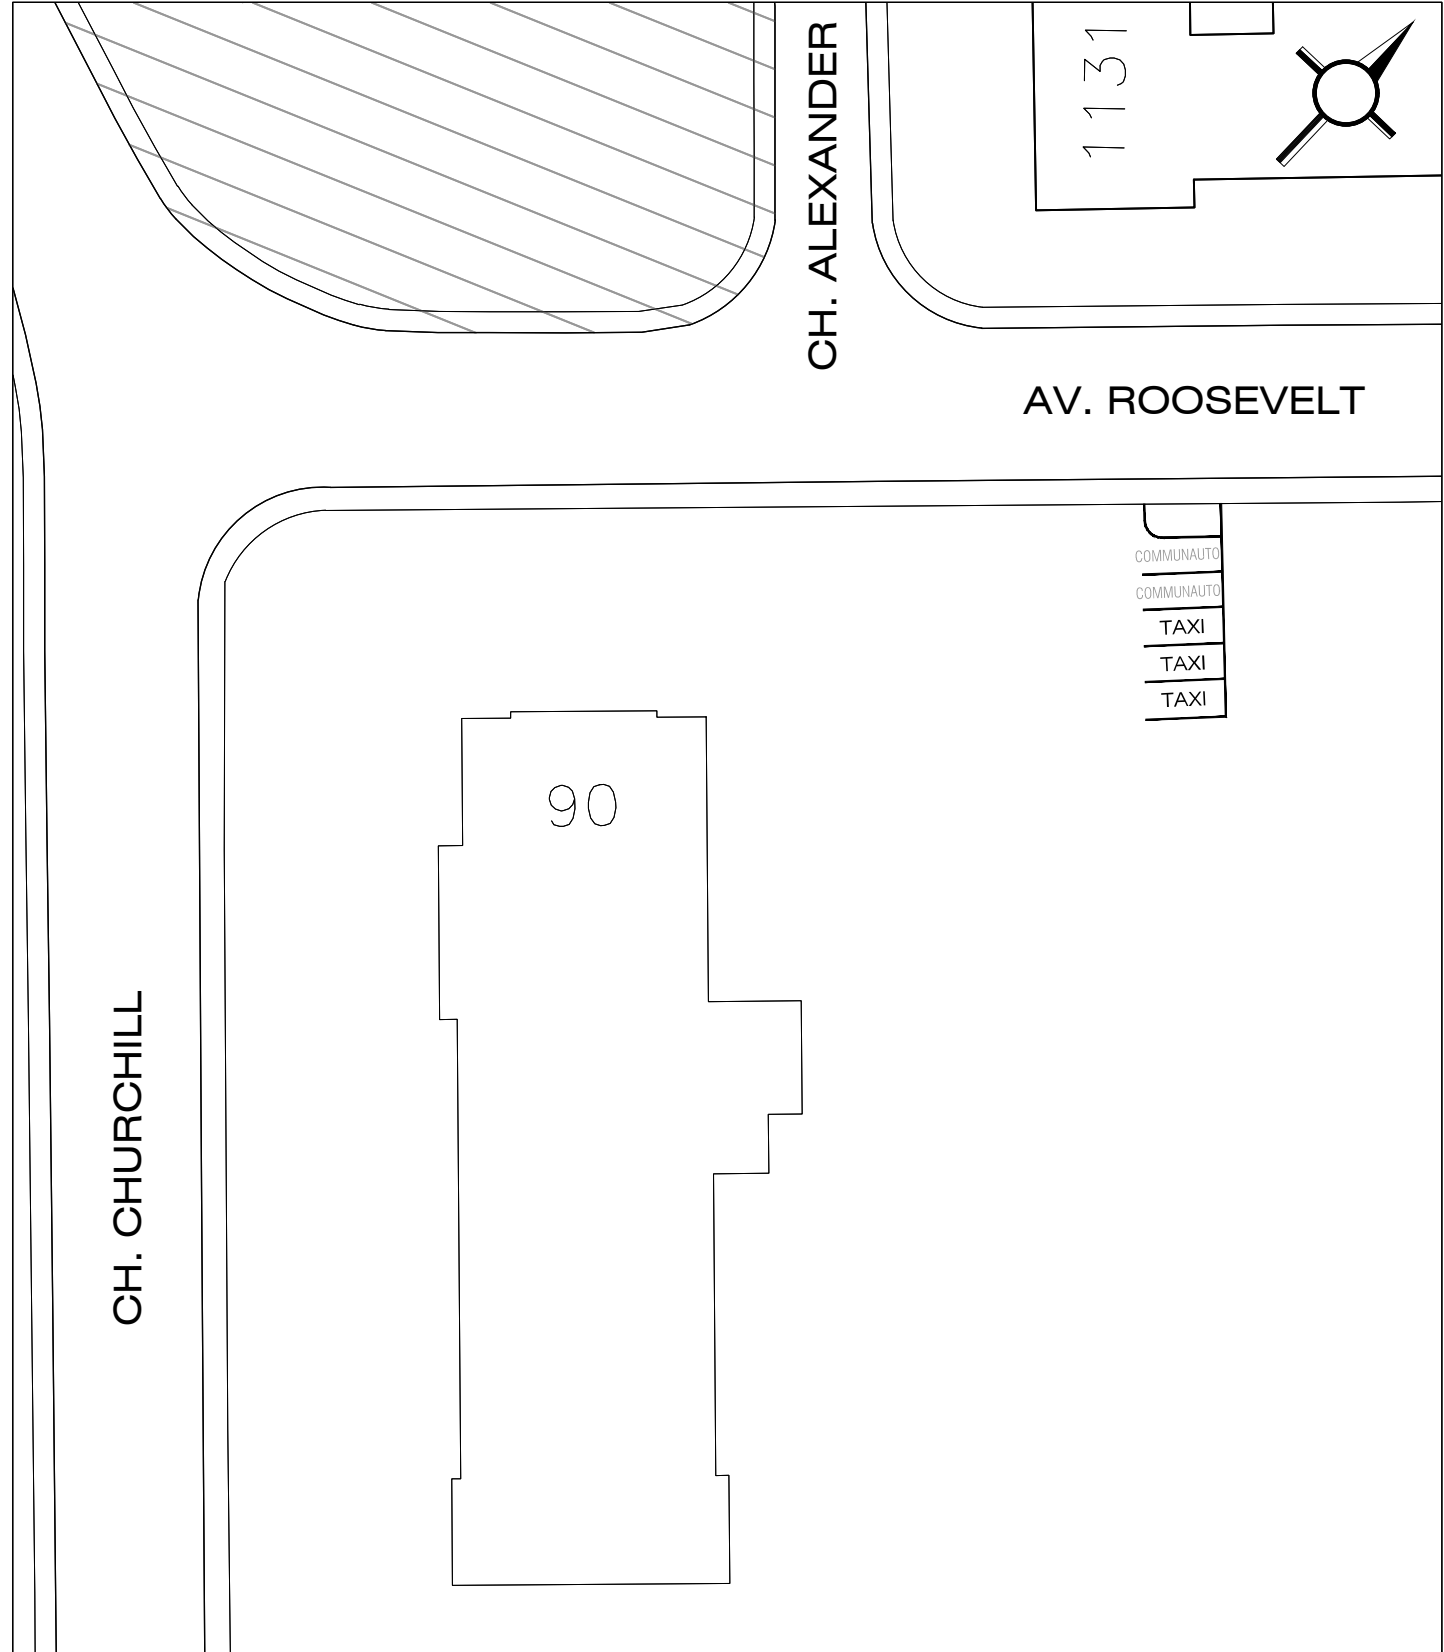 CH. ALEXANDER
1131
AV. ROOSEVELT
COMMUNAUTO
COMMUNAUTO
TAXI
TAXI
TAXI
90
CH. CHURCHILL